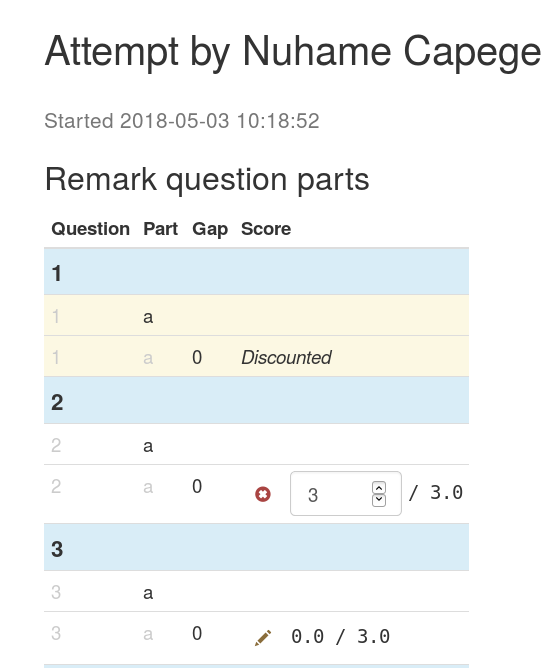 Attempt by Nuhame Capege
Started 2018-05-03 10:18:52
Remark question parts
Question Part Gap Score
1
1 a
1 a 0 Discounted
2
2 a
2 a 0 3 / 3.0
3
3 a
3 a 0 0.0 / 3.0